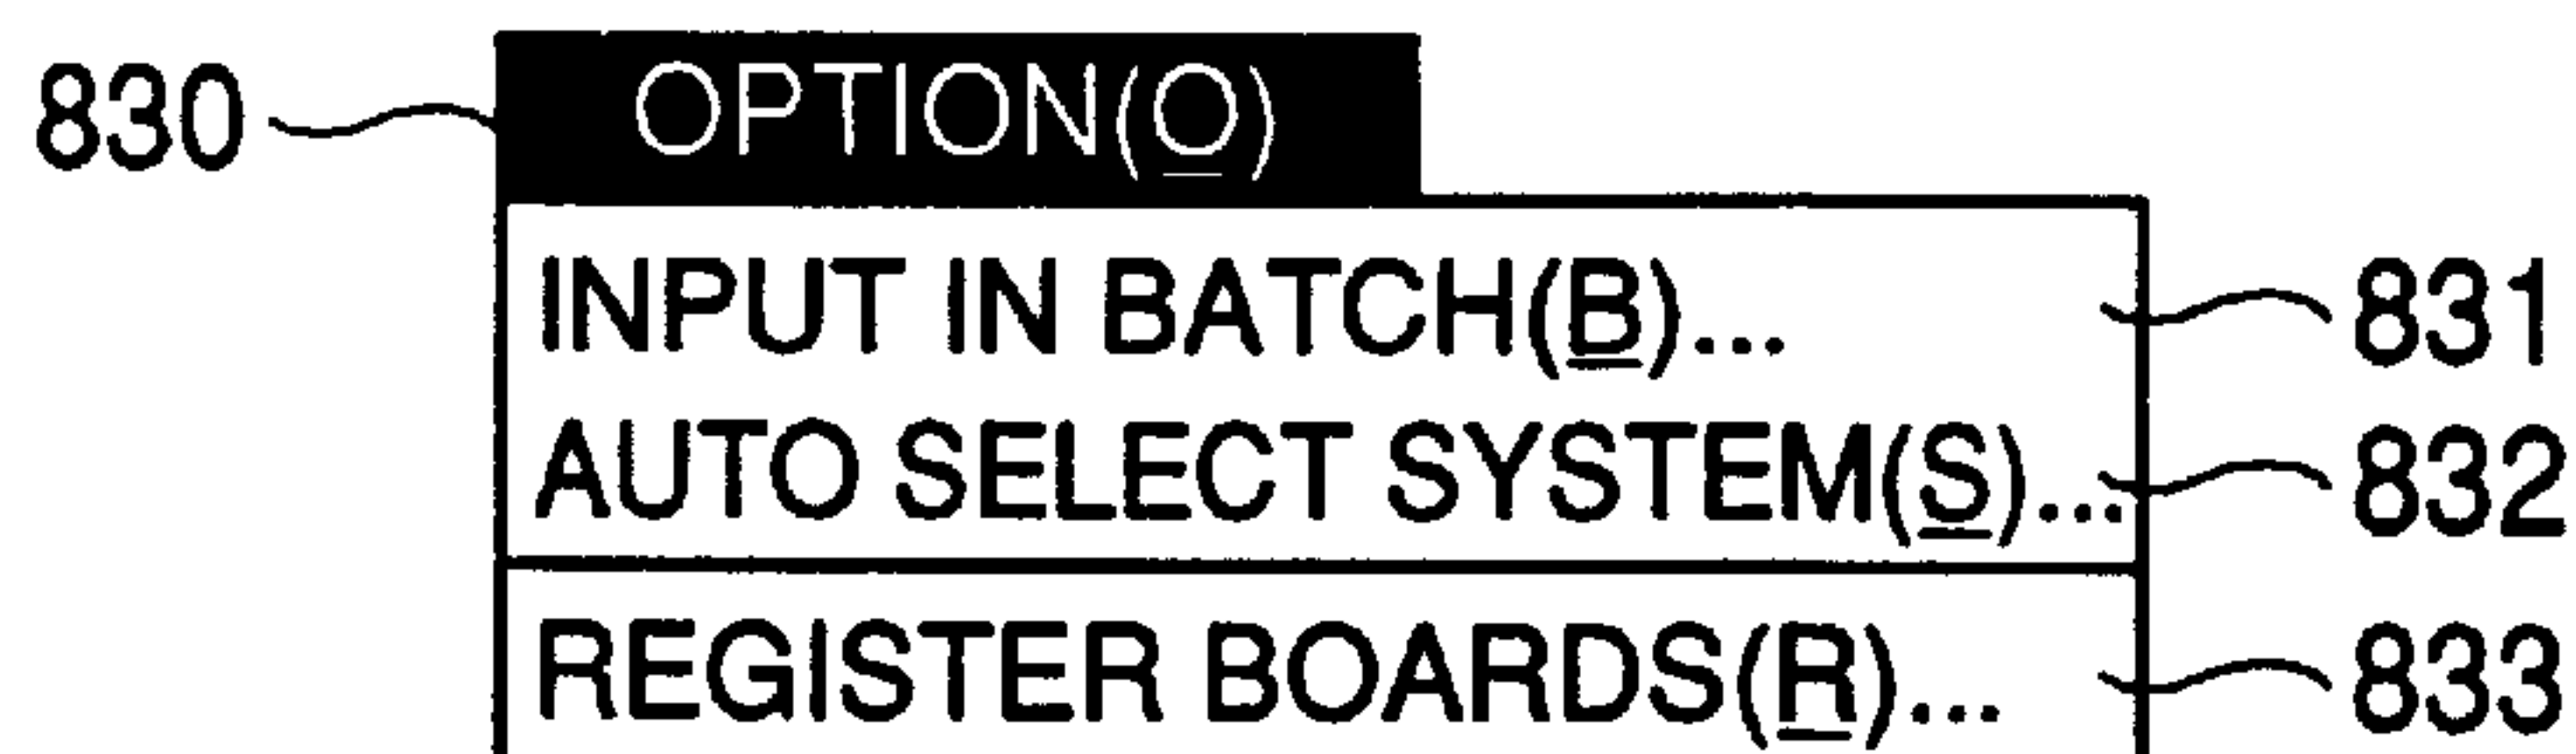 830 OPTION(O)
INPUT IN BATCH(B)... 831
AUTO SELECT SYSTEM(S)... 832
REGISTER BOARDS(R)... 833